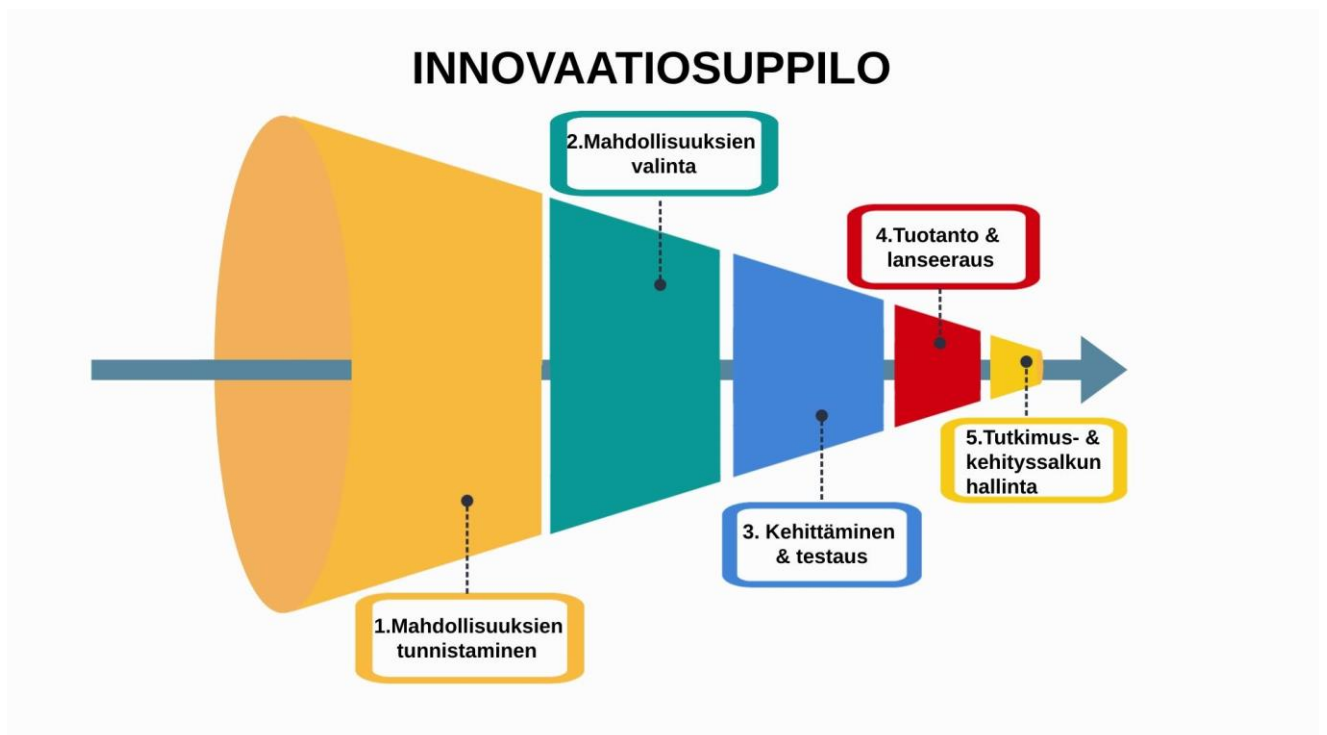 INNOVAATIOSUPPILO
1.Mahdollisuuksien
tunnistaminen
2.Mahdollisuuksien
valinta
3. Kehittäminen
& testaus
4.Tuotanto &
lanseeraus
5.Tutkimus- &
kehityssalkun
hallinta